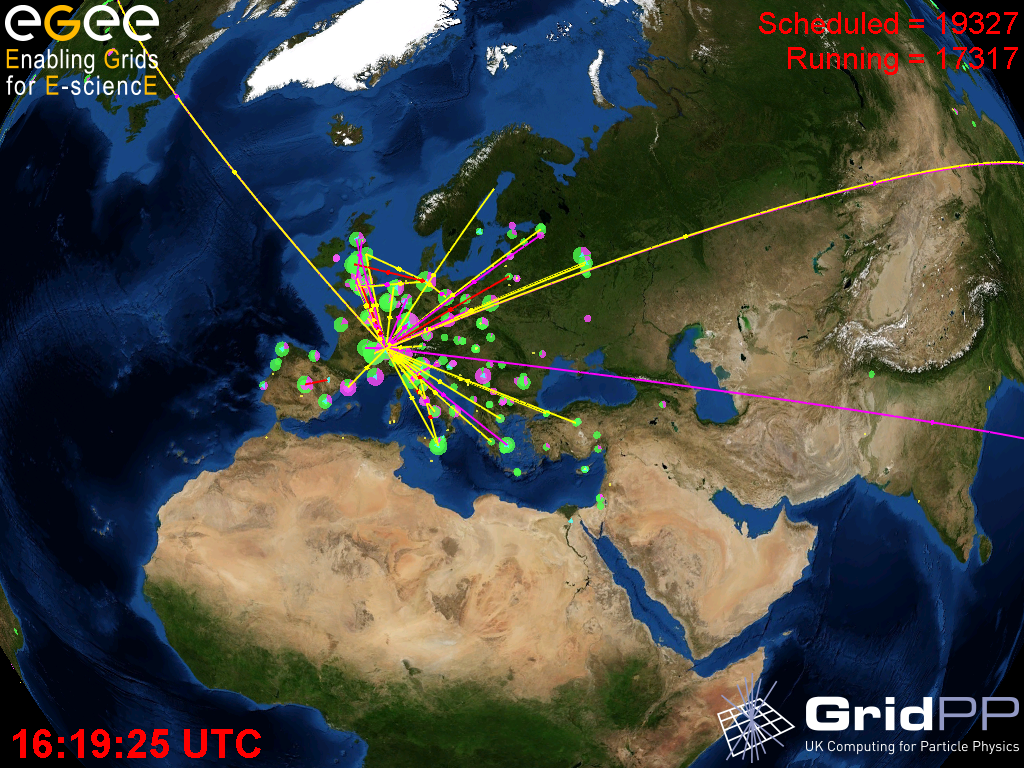 eGee
Enabling Grids
for E-sciencE
Scheduled = 19327
Running = 17317
16:19:25 UTC
GridPP
UK Computing for Particle Physics